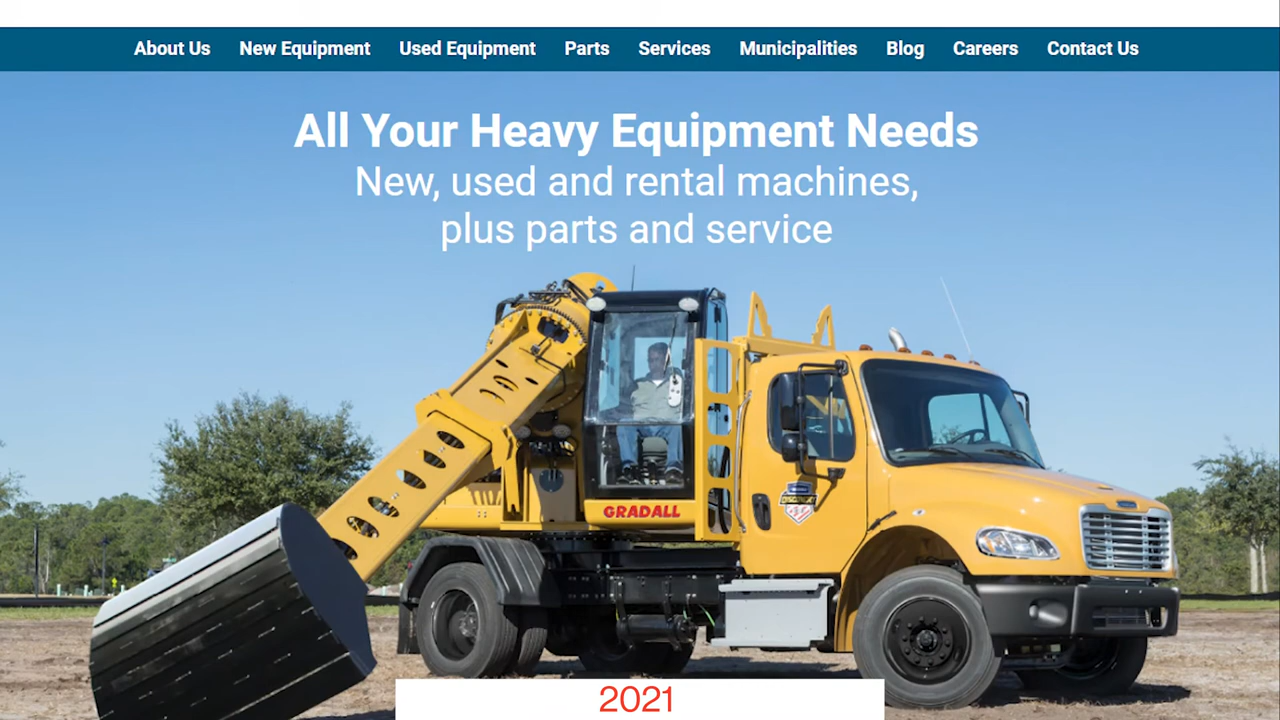 About Us New Equipment Used Equipment Parts Services Municipalities Blog Careers Contact Us
All Your Heavy Equipment Needs
New, used and rental machines,
plus parts and service
GRADALL
DISCOVERY
2021